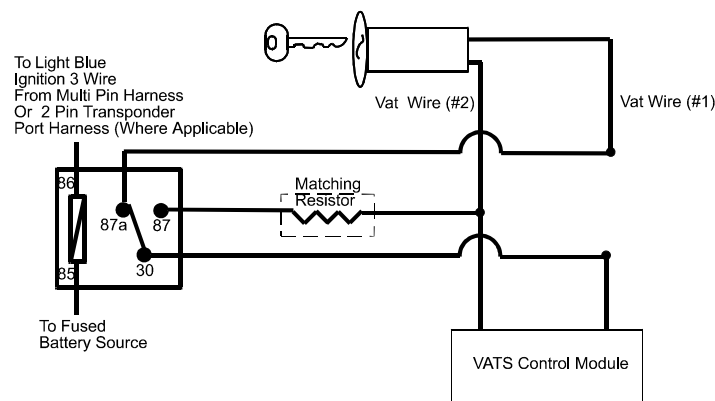 To Light Blue
Ignition 3 Wire
From Multi Pin Harness
Or 2 Pin Transponder
Port Harness (Where Applicable)
Vat Wire (#2)
Vat Wire (#1)
86
87a
87
30
85
Matching
Resistor
To Fused
Battery Source
VATS Control Module